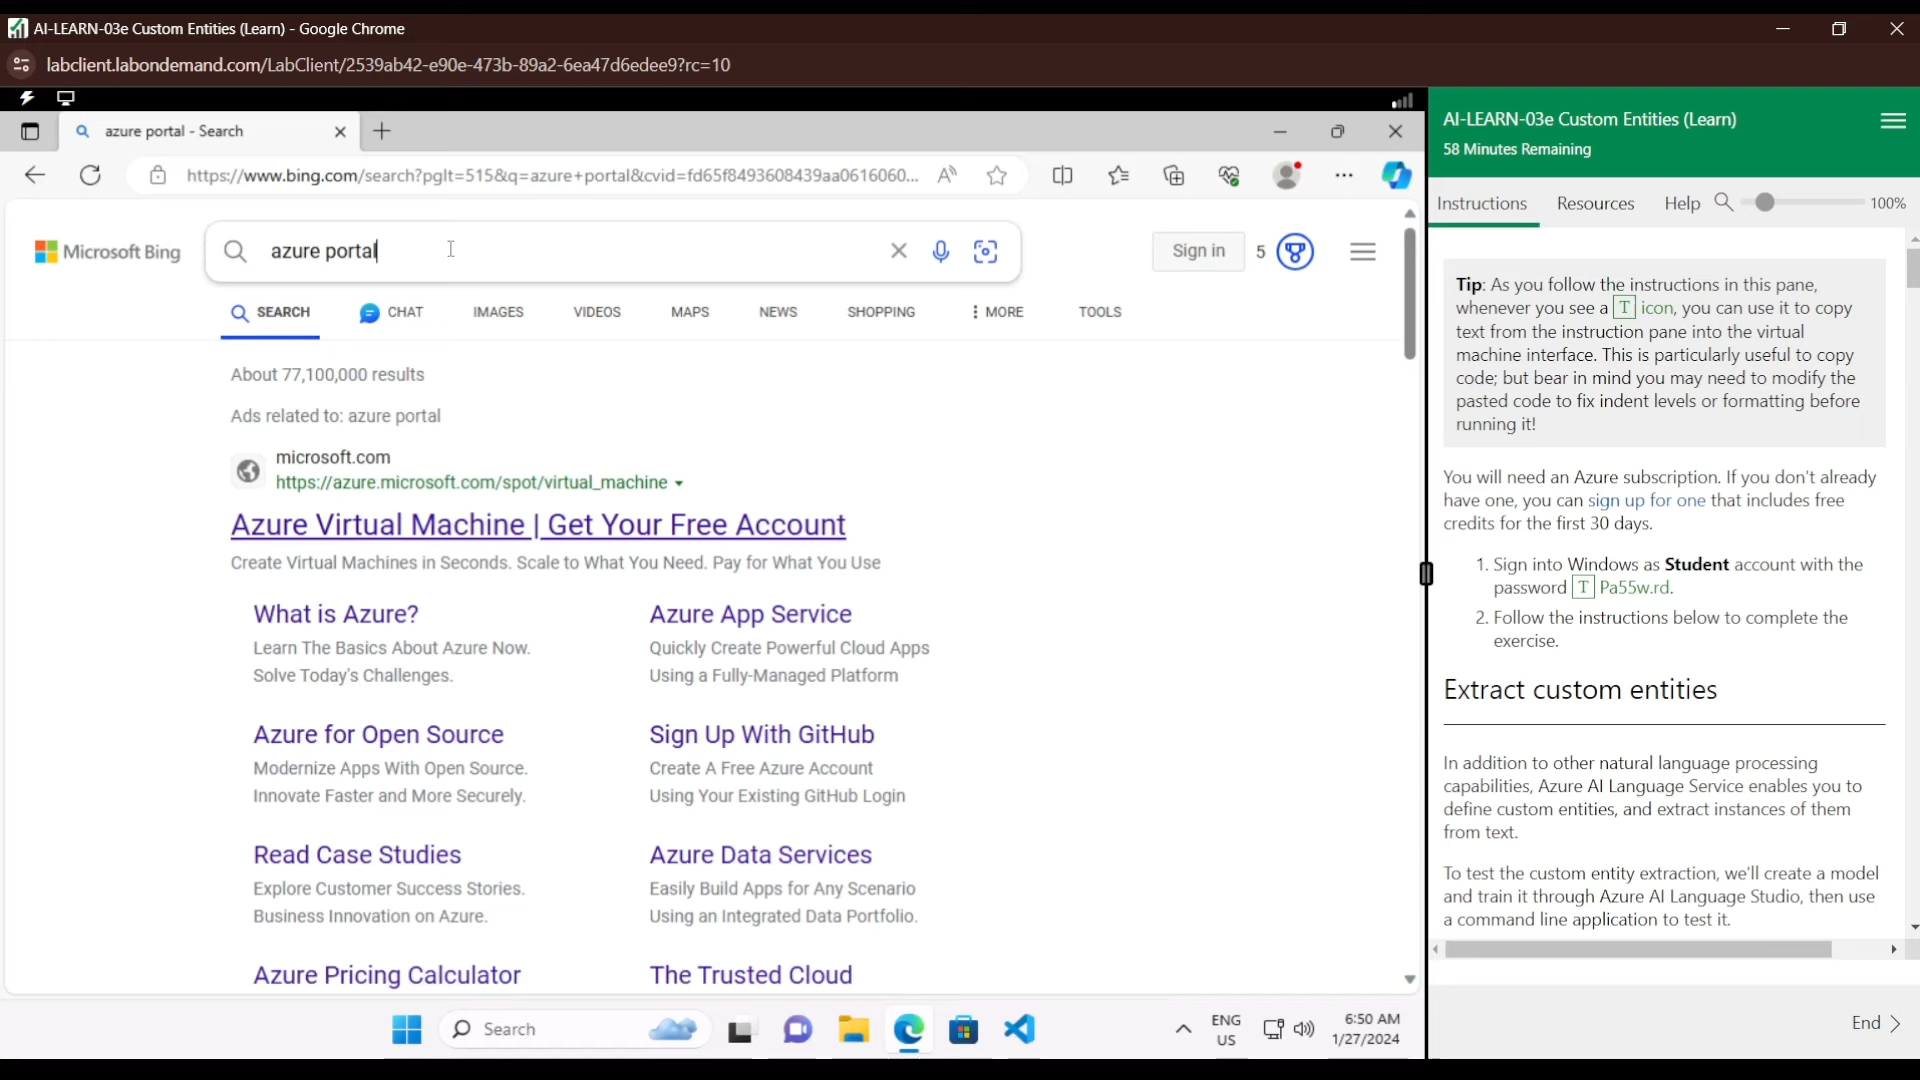 AI-LEARN-03e Custom Entities (Learn) - Google Chrome
labclient.labondemand.com/LabClient/2539ab42-e90e-473b-89a2-6ea47d6edee9?rc=10
azure portal - Search
https://www.bing.com/search?pglt=515&q=azure+portal&cvid=fd65f8493608439aa0616060...
Microsoft Bing
azure portal
Sign in
5
SEARCH
CHAT
IMAGES
VIDEOS
MAPS
NEWS
SHOPPING
MORE
TOOLS
About 77,100,000 results
Ads related to: azure portal
microsoft.com
https://azure.microsoft.com/spot/virtual_machine
Azure Virtual Machine | Get Your Free Account
Create Virtual Machines in Seconds. Scale to What You Need. Pay for What You Use
What is Azure?
Learn The Basics About Azure Now.
Solve Today's Challenges.
Azure App Service
Quickly Create Powerful Cloud Apps
Using a Fully-Managed Platform
Azure for Open Source
Modernize Apps With Open Source.
Innovate Faster and More Securely.
Sign Up With GitHub
Create A Free Azure Account
Using Your Existing GitHub Login
Read Case Studies
Explore Customer Success Stories.
Business Innovation on Azure.
Azure Data Services
Easily Build Apps for Any Scenario
Using an Integrated Data Portfolio.
Azure Pricing Calculator
The Trusted Cloud
Search
ENG
US
6:50 AM
1/27/2024
AI-LEARN-03e Custom Entities (Learn)
58 Minutes Remaining
Instructions
Resources
Help
100%
Tip: As you follow the instructions in this pane,
whenever you see a T icon, you can use it to copy
text from the instruction pane into the virtual
machine interface. This is particularly useful to copy
code; but bear in mind you may need to modify the
pasted code to fix indent levels or formatting before
running it!
You will need an Azure subscription. If you don't already
have one, you can sign up for one that includes free
credits for the first 30 days.
1. Sign into Windows as Student account with the
password T Pa55w.rd.
2. Follow the instructions below to complete the
exercise.
Extract custom entities
In addition to other natural language processing
capabilities, Azure AI Language Service enables you to
define custom entities, and extract instances of them
from text.
To test the custom entity extraction, we'll create a model
and train it through Azure AI Language Studio, then use
a command line application to test it.
End